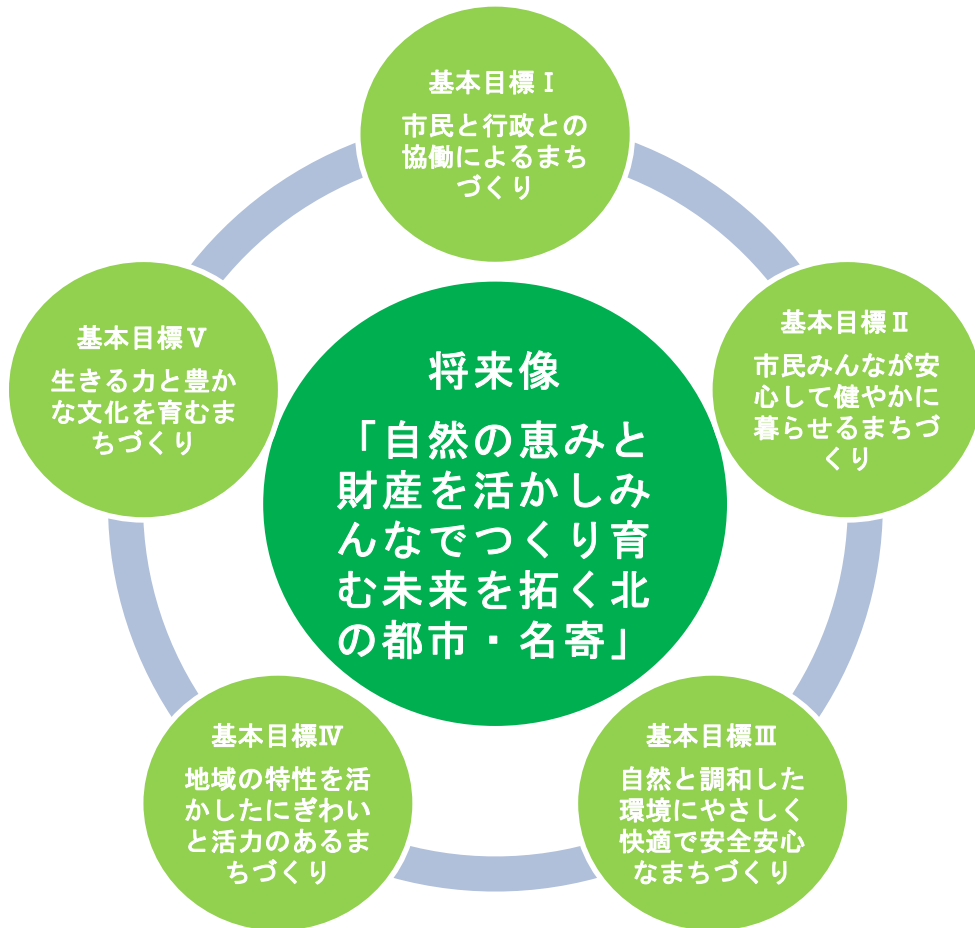 基本目標Ⅰ
市民と行政との
協働によるまち
づくり
基本目標Ⅱ
市民みんなが安
心して健やかに
暮らせるまちづ
くり
基本目標Ⅲ
自然と調和した
環境にやさしく
快適で安全安心
なまちづくり
基本目標Ⅳ
地域の特性を活
かしたにぎわい
と活力のあるま
ちづくり
基本目標Ⅴ
生きる力と豊か
な文化を育むま
ちづくり
将来像
「自然の恵みと
財産を活かしみ
んなでつくり育
む未来を拓く北
の都市・名寄」